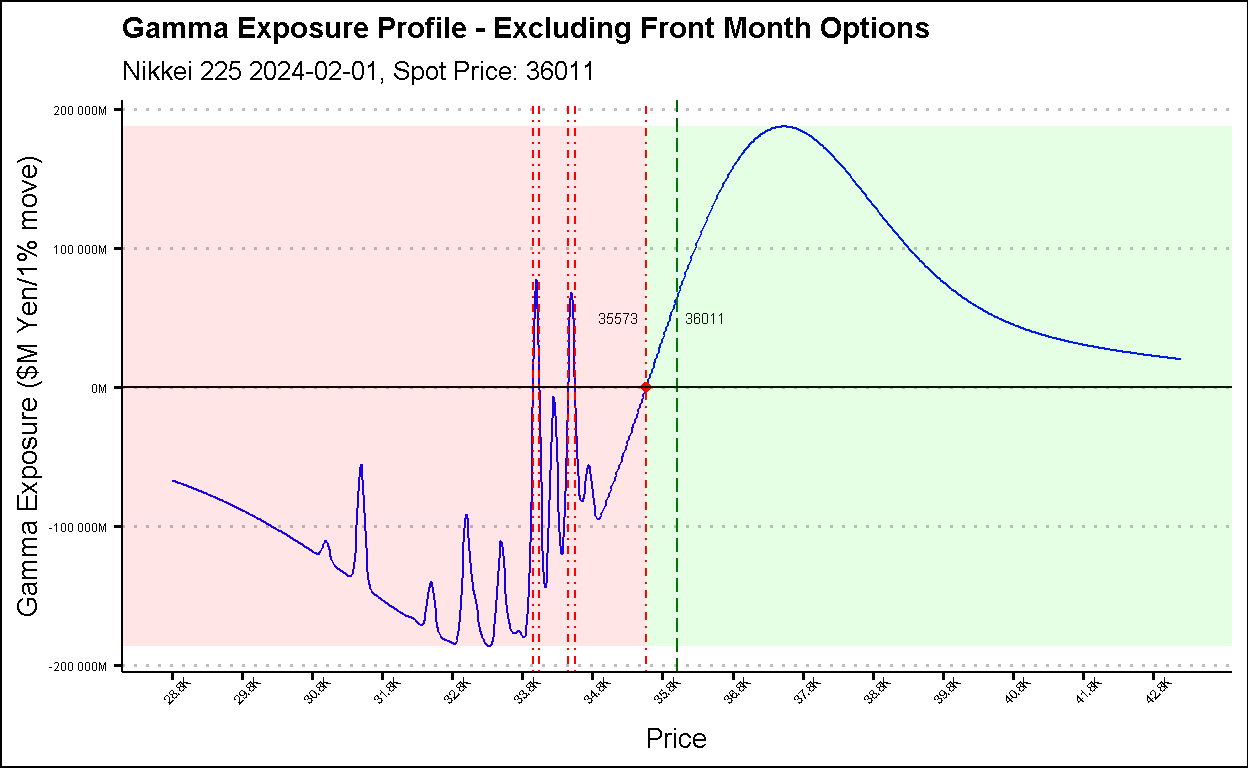 Gamma Exposure Profile - Excluding Front Month Options
Nikkei 225 2024-02-01, Spot Price: 36011
Gamma Exposure ($M Yen/1% move)
200 000M
100 000M
0M
-100 000M
-200 000M
35573
36011
28.8K
29.8K
30.8K
31.8K
32.8K
33.8K
34.8K
35.8K
36.8K
37.8K
38.8K
39.8K
40.8K
41.8K
42.8K
Price